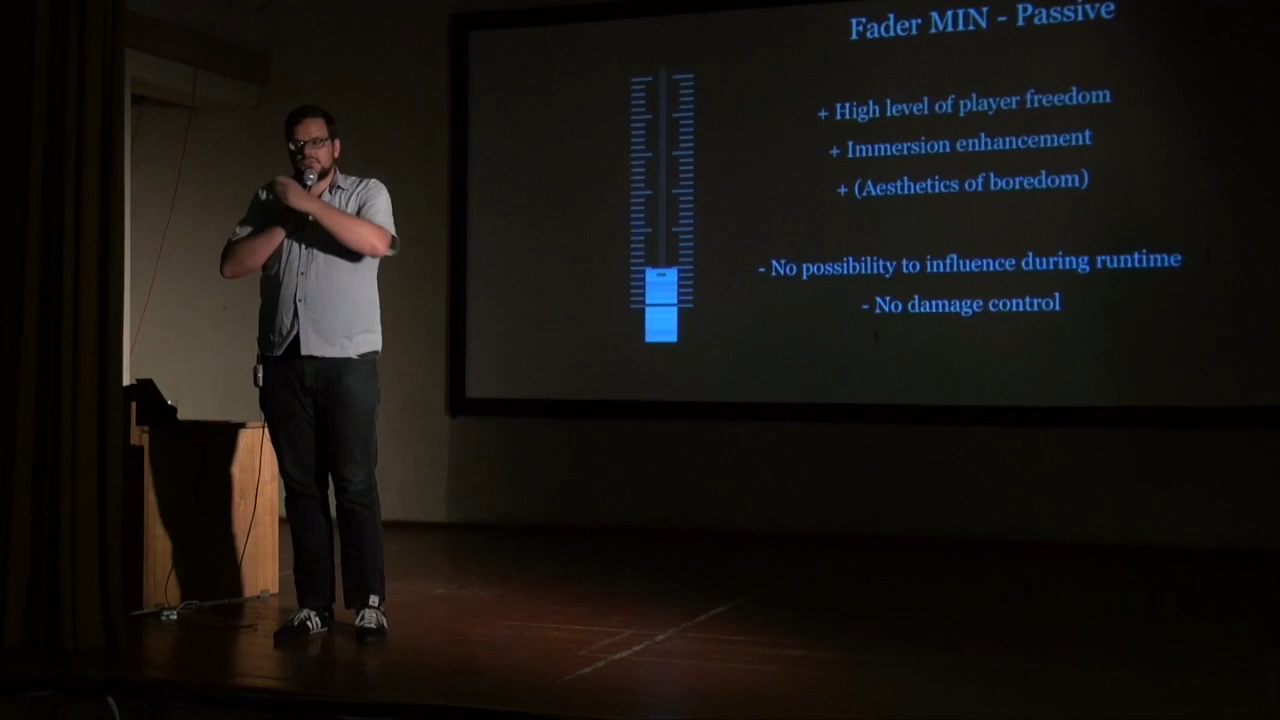 Fader MIN - Passive
+ High level of player freedom
+ Immersion enhancement
+ (Aesthetics of boredom)
- No possibility to influence during runtime
- No damage control